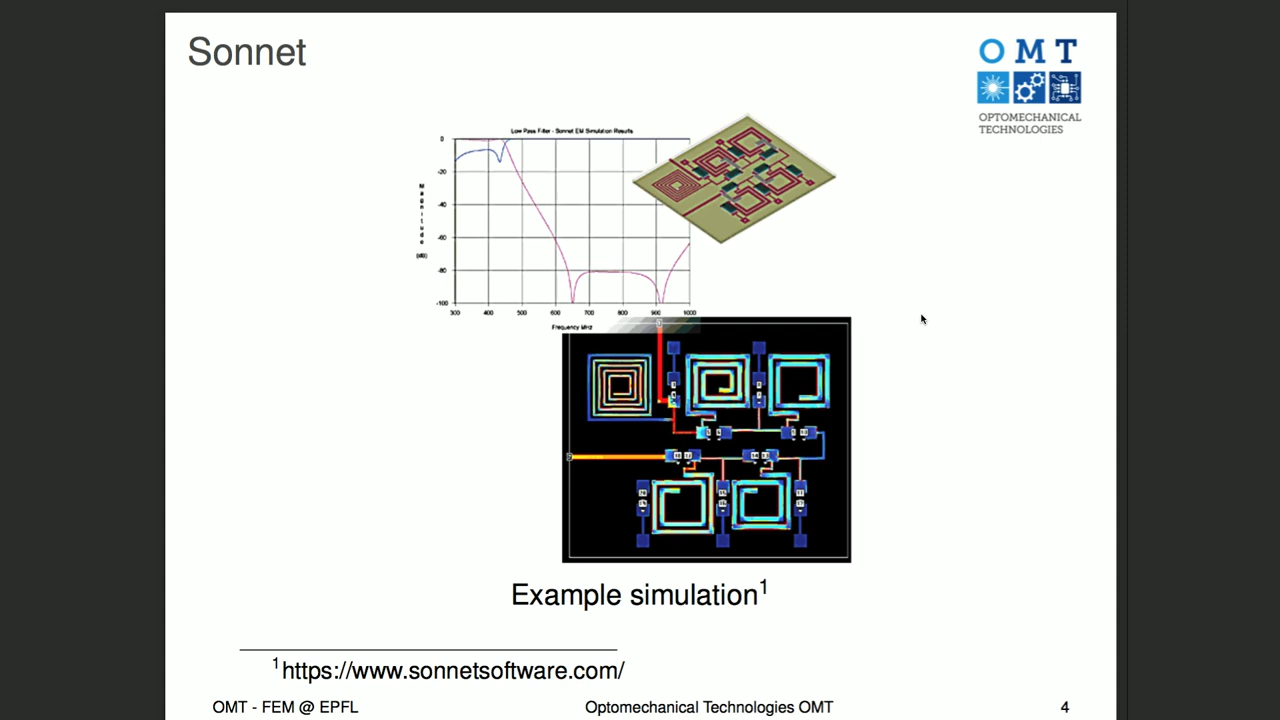 Sonnet
O M T
OPTOMECHANICAL
TECHNOLOGIES
Low Pass Filter - Sonnet EM Simulation Results
Magnitude
(dB)
0
-20
-40
-60
-80
-100
300 400 500 600 700 800 900 1000
Frequency MHz
Example simulation1
1https://www.sonnetsoftware.com/
OMT - FEM @ EPFL
Optomechanical Technologies OMT
4